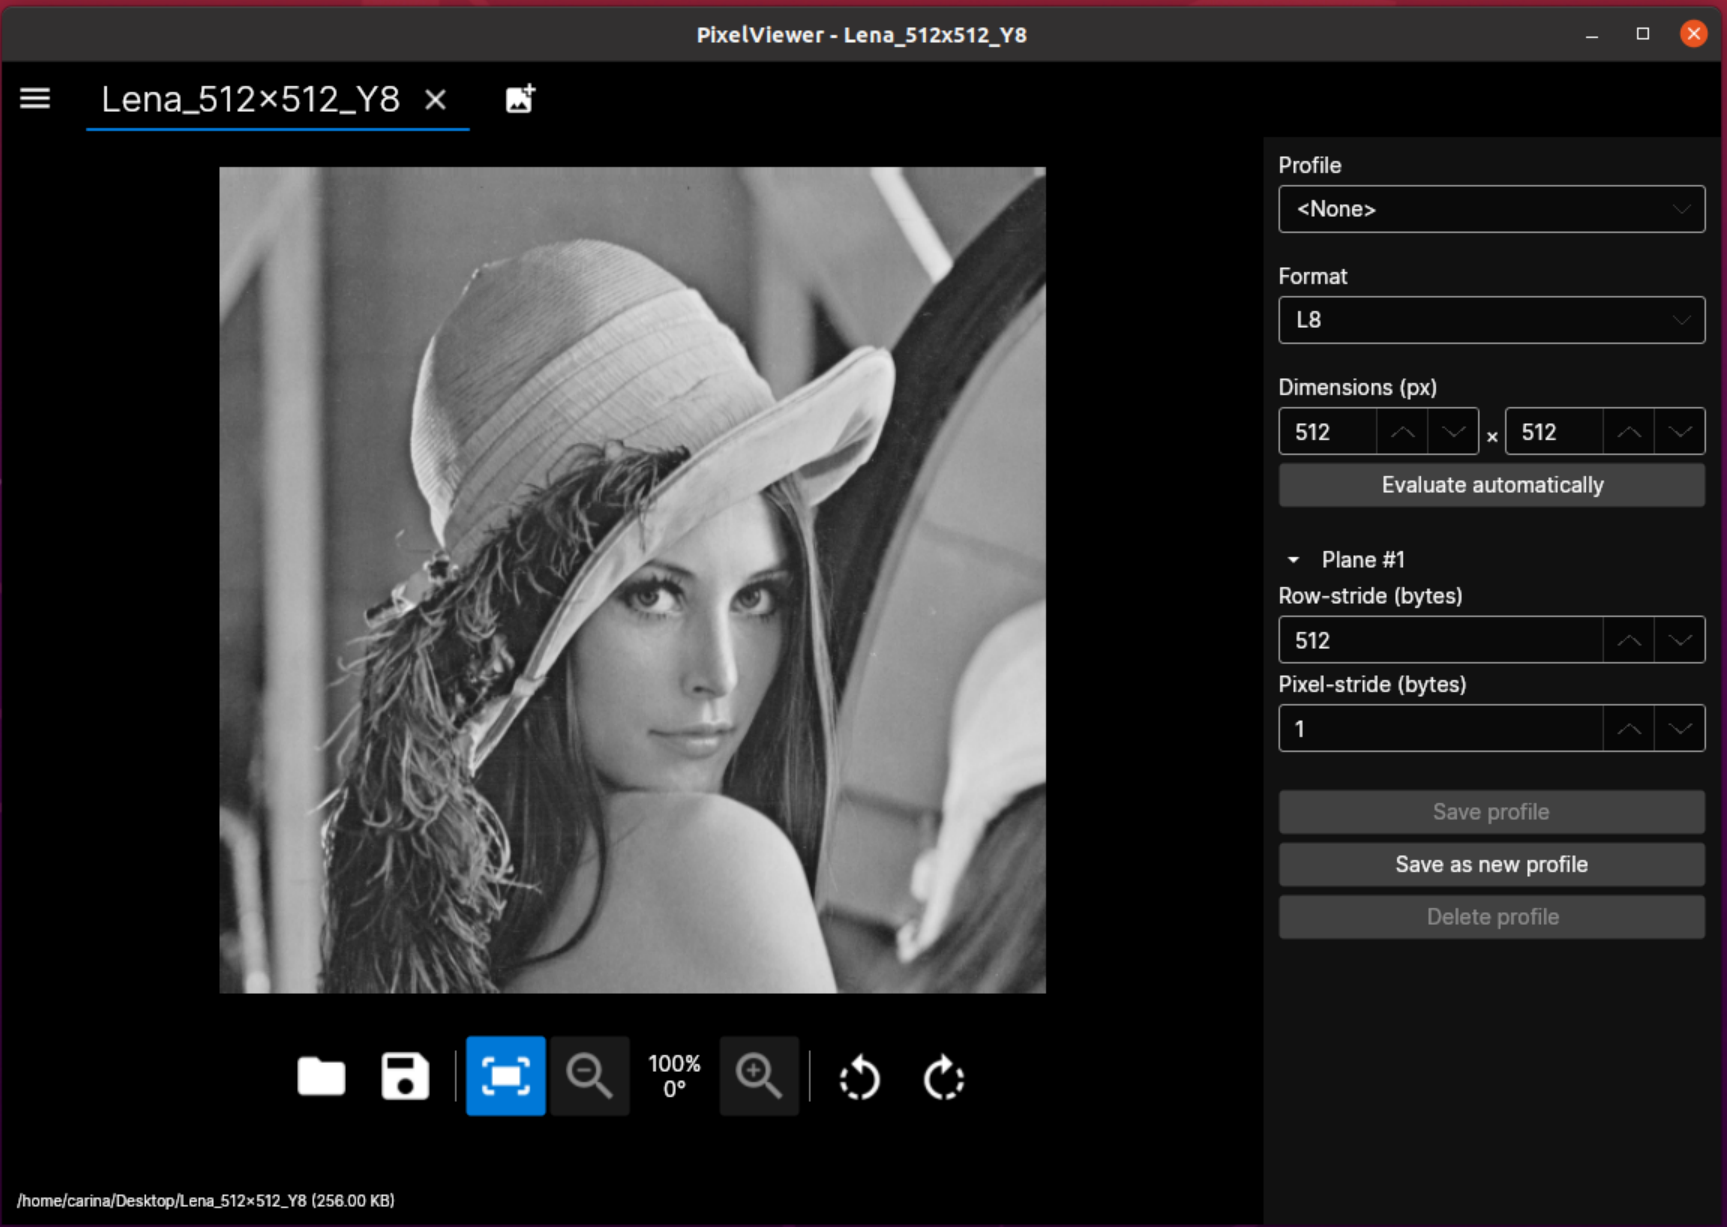 PixelViewer - Lena_512x512_Y8
Lena_512×512_Y8
Profile
<None>
Format
L8
Dimensions (px)
512 × 512
Evaluate automatically
Plane #1
Row-stride (bytes)
512
Pixel-stride (bytes)
1
Save profile
Save as new profile
Delete profile
100%
0°
/home/carina/Desktop/Lena_512×512_Y8 (256.00 KB)